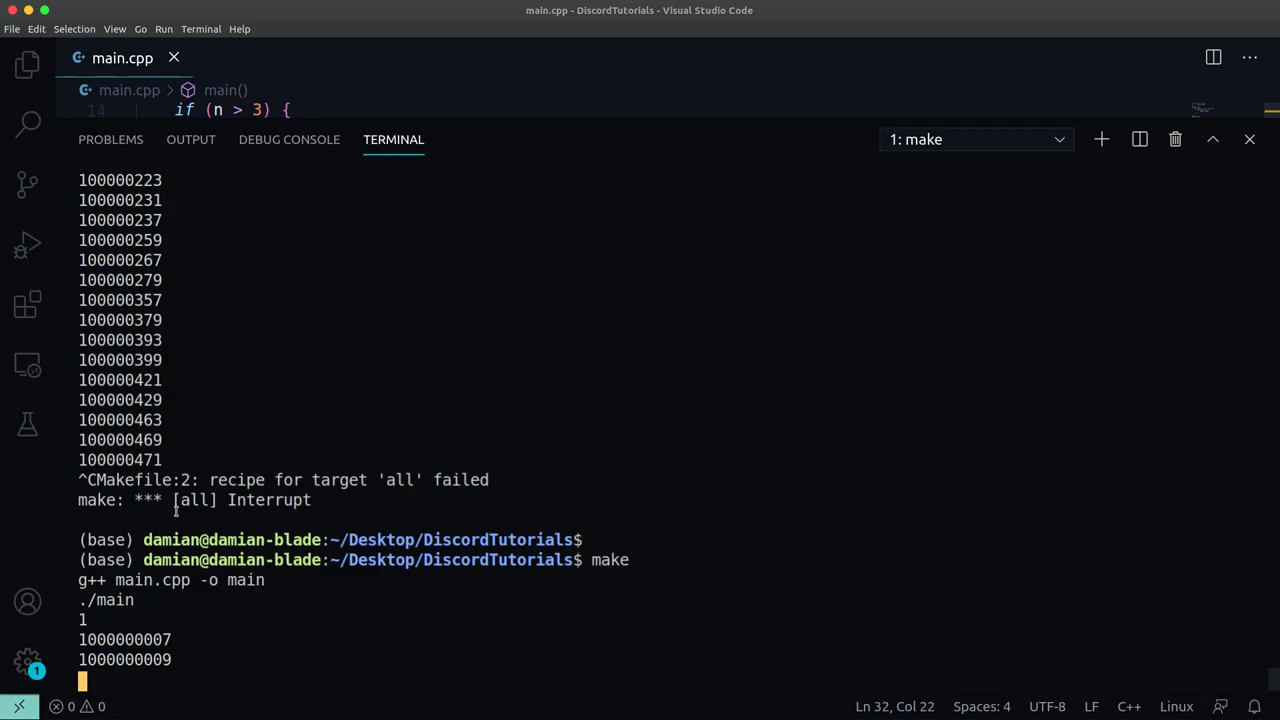 main.cpp - DiscordTutorials - Visual Studio Code
File Edit Selection View Go Run Terminal Help
main.cpp
main.cpp > main()
14 if (n > 3) {
PROBLEMS OUTPUT DEBUG CONSOLE TERMINAL 1: make
100000223
100000231
100000237
100000259
100000267
100000279
100000357
100000379
100000393
100000399
100000421
100000429
100000463
100000469
100000471
^CMakefile:2: recipe for target 'all' failed
make: *** [all] Interrupt
(base) damian@damian-blade:~/Desktop/DiscordTutorials$
(base) damian@damian-blade:~/Desktop/DiscordTutorials$ make
g++ main.cpp -o main
./main
1
1000000007
1000000009
1
0 0 Ln 32, Col 22 Spaces: 4 UTF-8 LF C++ Linux